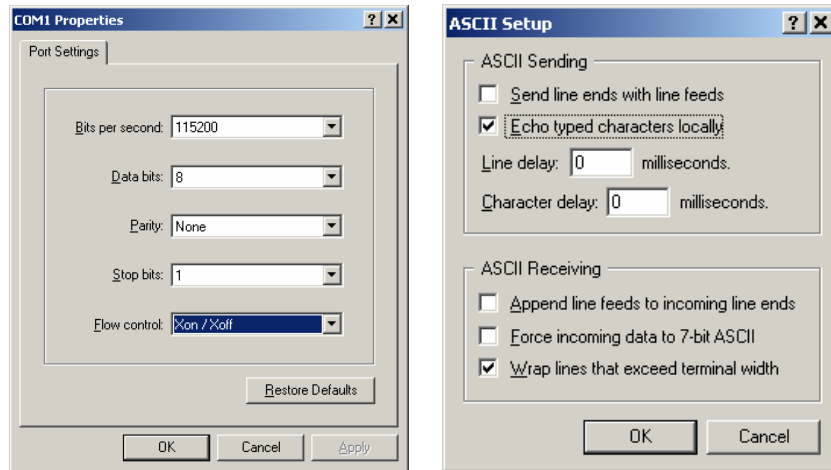 COM1 Properties
Port Settings
Bits per second: 115200
Data bits: 8
Parity: None
Stop bits: 1
Flow control: Xon / Xoff
Restore Defaults
OK Cancel Apply
ASCII Setup
ASCII Sending
Send line ends with line feeds
Echo typed characters locally
Line delay: 0 milliseconds.
Character delay: 0 milliseconds.
ASCII Receiving
Append line feeds to incoming line ends
Force incoming data to 7-bit ASCII
Wrap lines that exceed terminal width
OK Cancel